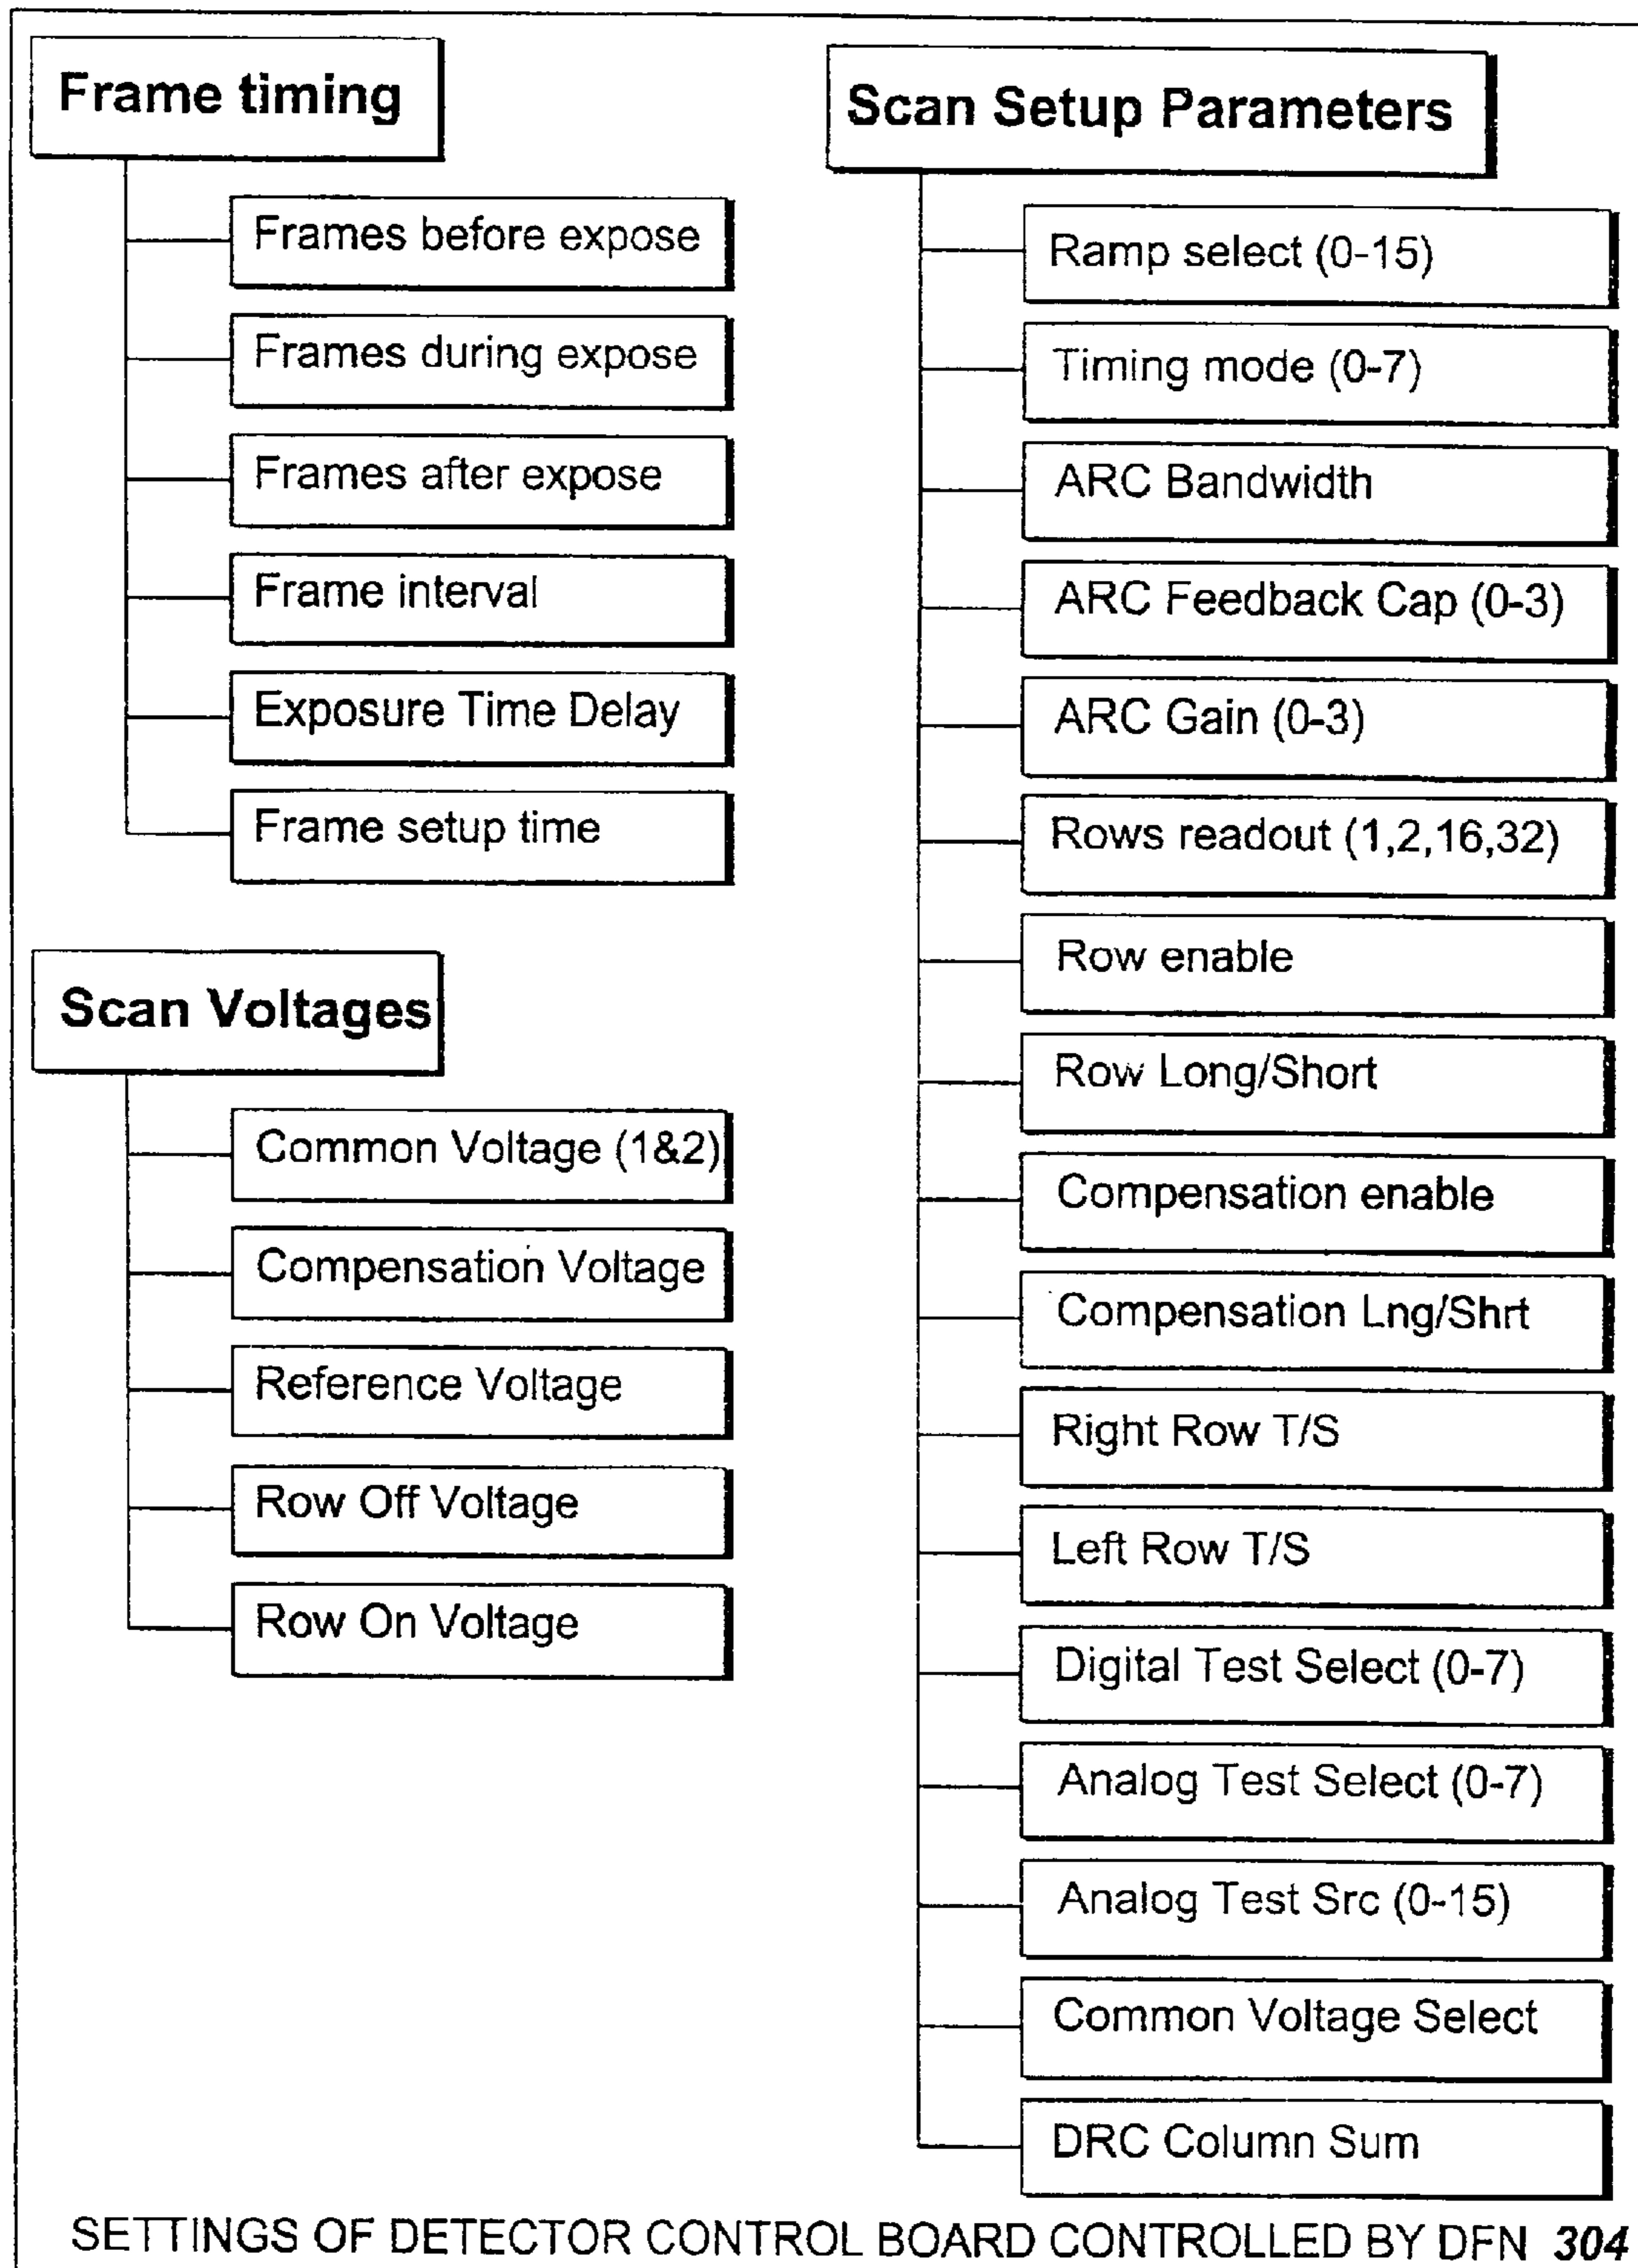 Frame timing
Frames before expose
Frames during expose
Frames after expose
Frame interval
Exposure Time Delay
Frame setup time
Scan Voltages
Common Voltage (1&2)
Compensation Voltage
Reference Voltage
Row Off Voltage
Row On Voltage
Scan Setup Parameters
Ramp select (0-15)
Timing mode (0-7)
ARC Bandwidth
ARC Feedback Cap (0-3)
ARC Gain (0-3)
Rows readout (1,2,16,32)
Row enable
Row Long/Short
Compensation enable
Compensation Lng/Shrt
Right Row T/S
Left Row T/S
Digital Test Select (0-7)
Analog Test Select (0-7)
Analog Test Src (0-15)
Common Voltage Select
DRC Column Sum
SETTINGS OF DETECTOR CONTROL BOARD CONTROLLED BY DFN 304